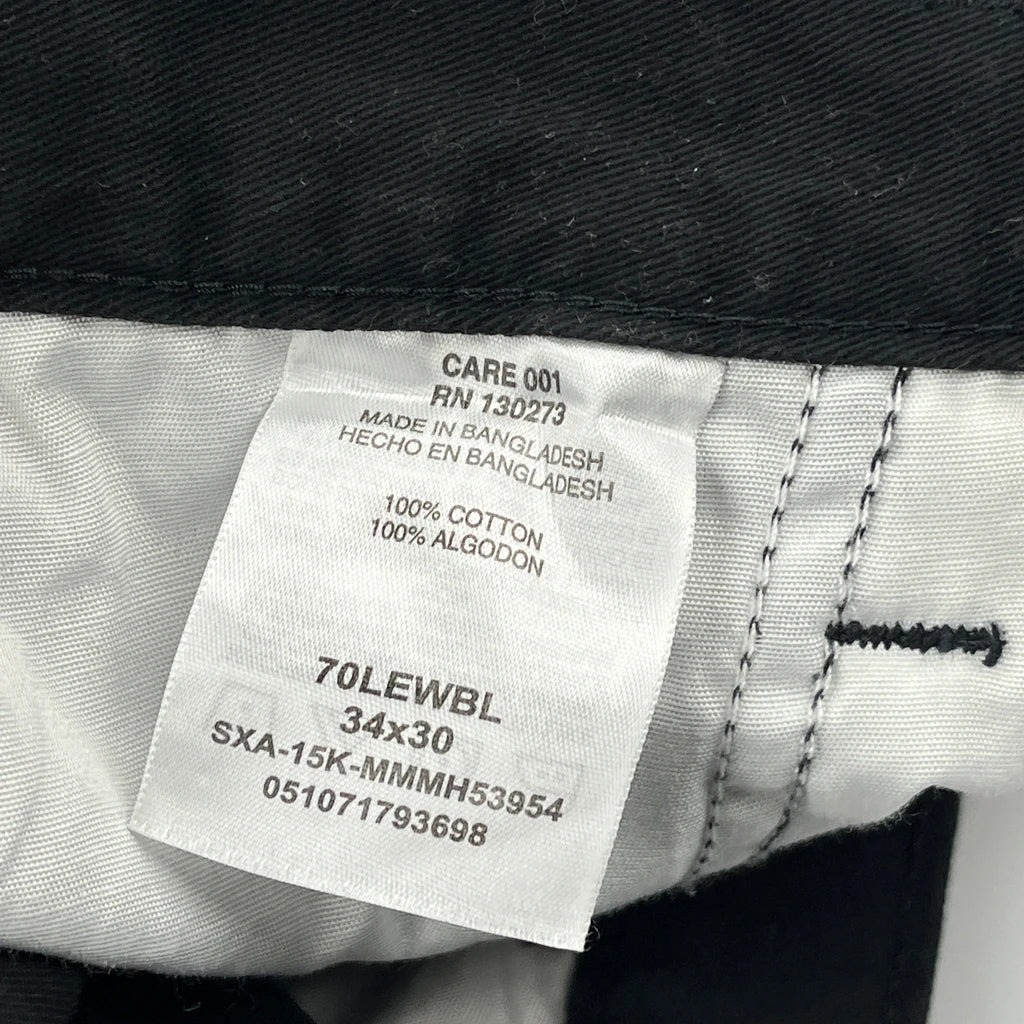 CARE 001
RN 130273
MADE IN BANGLADESH
HECHO EN BANGLADESH
100% COTTON
100% ALGODON
70LEWBL
34x30
SXA-15K-MMMH53954
051071793698